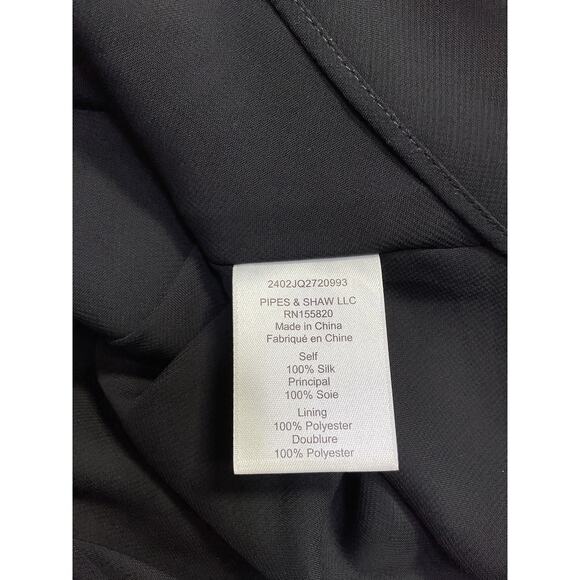 2402JQ2720993
PIPES & SHAW LLC
RN155820
Made in China
Fabriqué en Chine
Self
100% Silk
Principal
100% Soie
Lining
100% Polyester
Doublure
100% Polyester